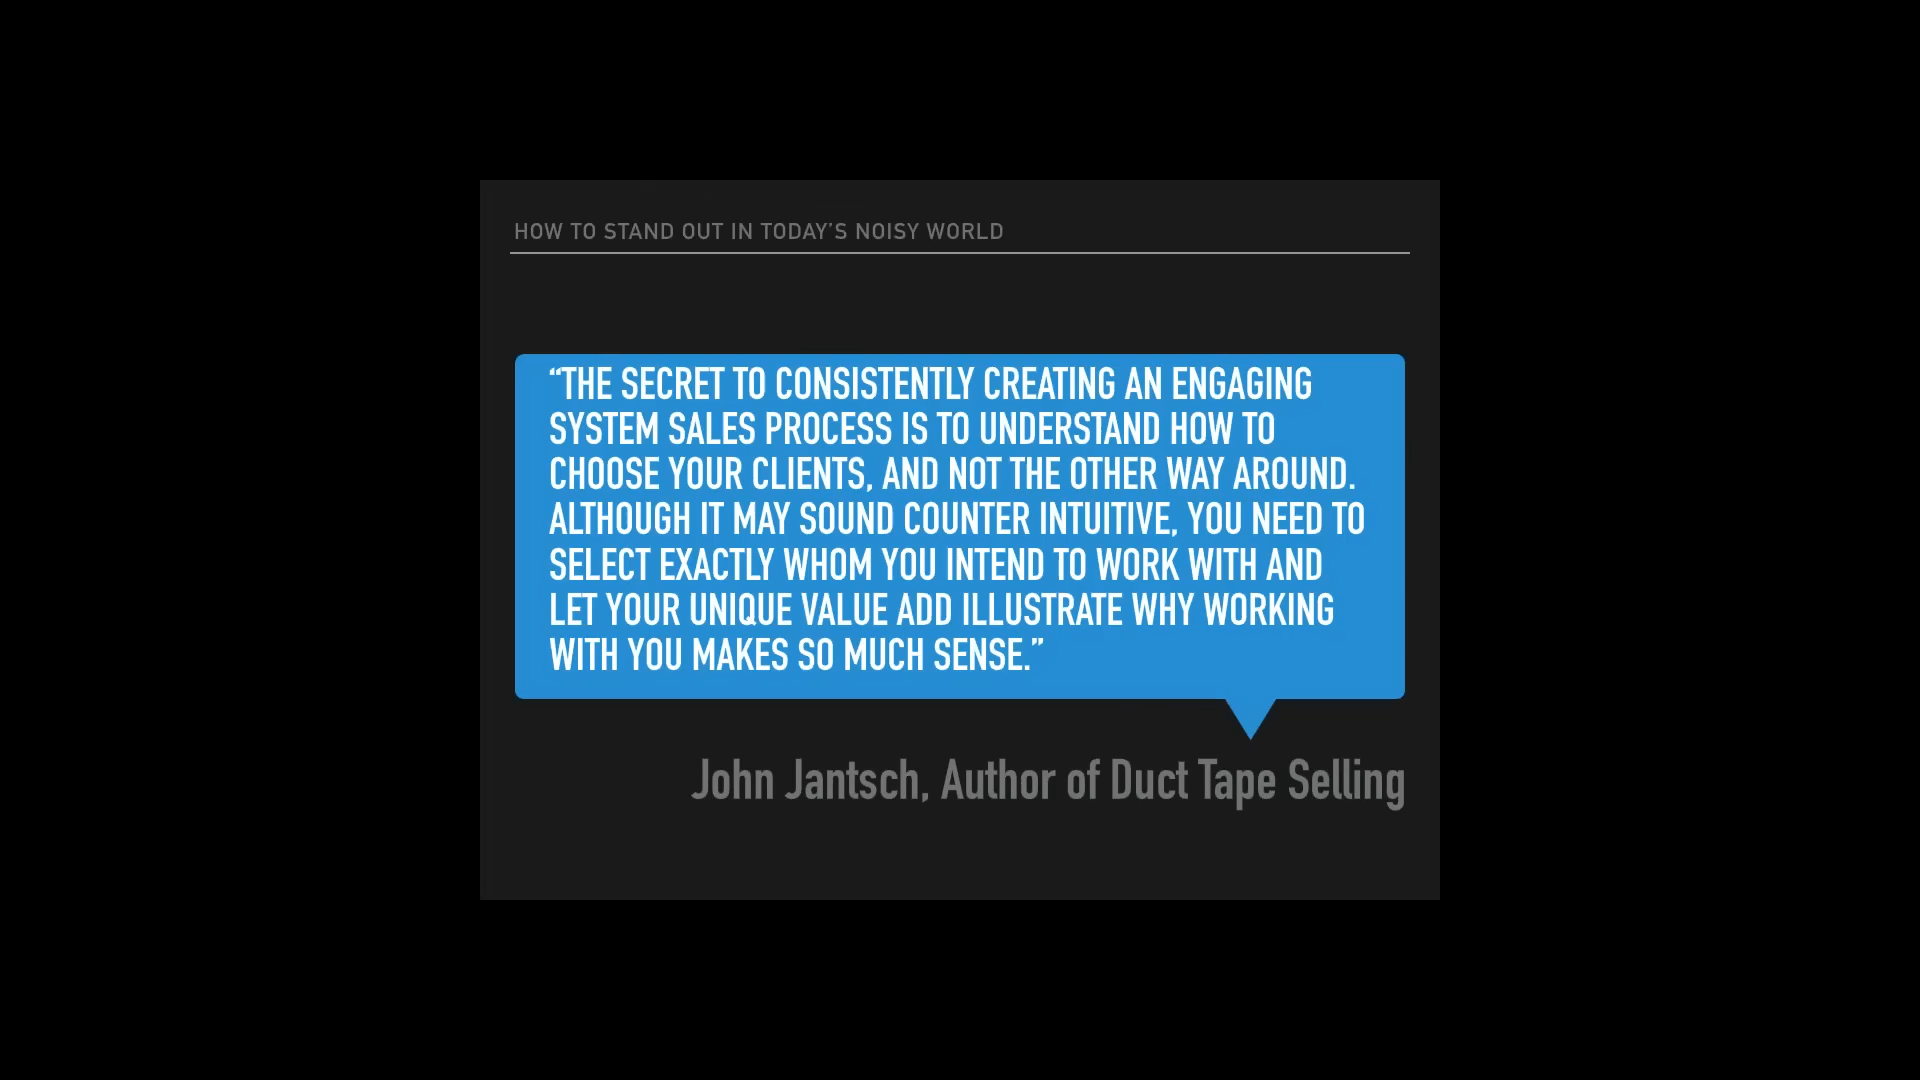 HOW TO STAND OUT IN TODAY’S NOISY WORLD
“THE SECRET TO CONSISTENTLY CREATING AN ENGAGING
SYSTEM SALES PROCESS IS TO UNDERSTAND HOW TO
CHOOSE YOUR CLIENTS, AND NOT THE OTHER WAY AROUND.
ALTHOUGH IT MAY SOUND COUNTER INTUITIVE, YOU NEED TO
SELECT EXACTLY WHOM YOU INTEND TO WORK WITH AND
LET YOUR UNIQUE VALUE ADD ILLUSTRATE WHY WORKING
WITH YOU MAKES SO MUCH SENSE.”
John Jantsch, Author of Duct Tape Selling